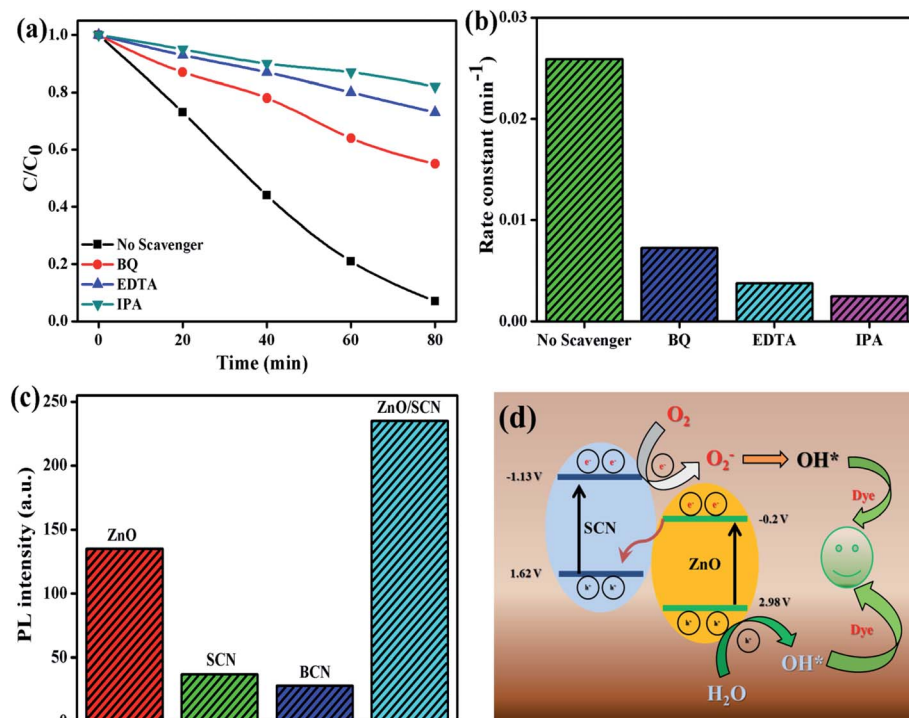 (a)
1.0
0.8
0.6
0.4
0.2
0.0
C/C0
No Scavenger
BQ
EDTA
IPA
0 20 40 60 80
Time (min)
(b)
0.03
0.02
0.01
0.00
Rate constant (min-1)
No Scavenger BQ EDTA IPA
(c)
250
200
150
100
50
0
PL intensity (a.u.)
ZnO
SCN
BCN
ZnO/SCN
(d)
O2
e- e- e- O2- OH*
-1.13 V
Dye
e- e-
-0.2 V
SCN
ZnO
1.62 V
h+ h+
2.98 V
h+ h+
h+
Dye
OH*
H2O